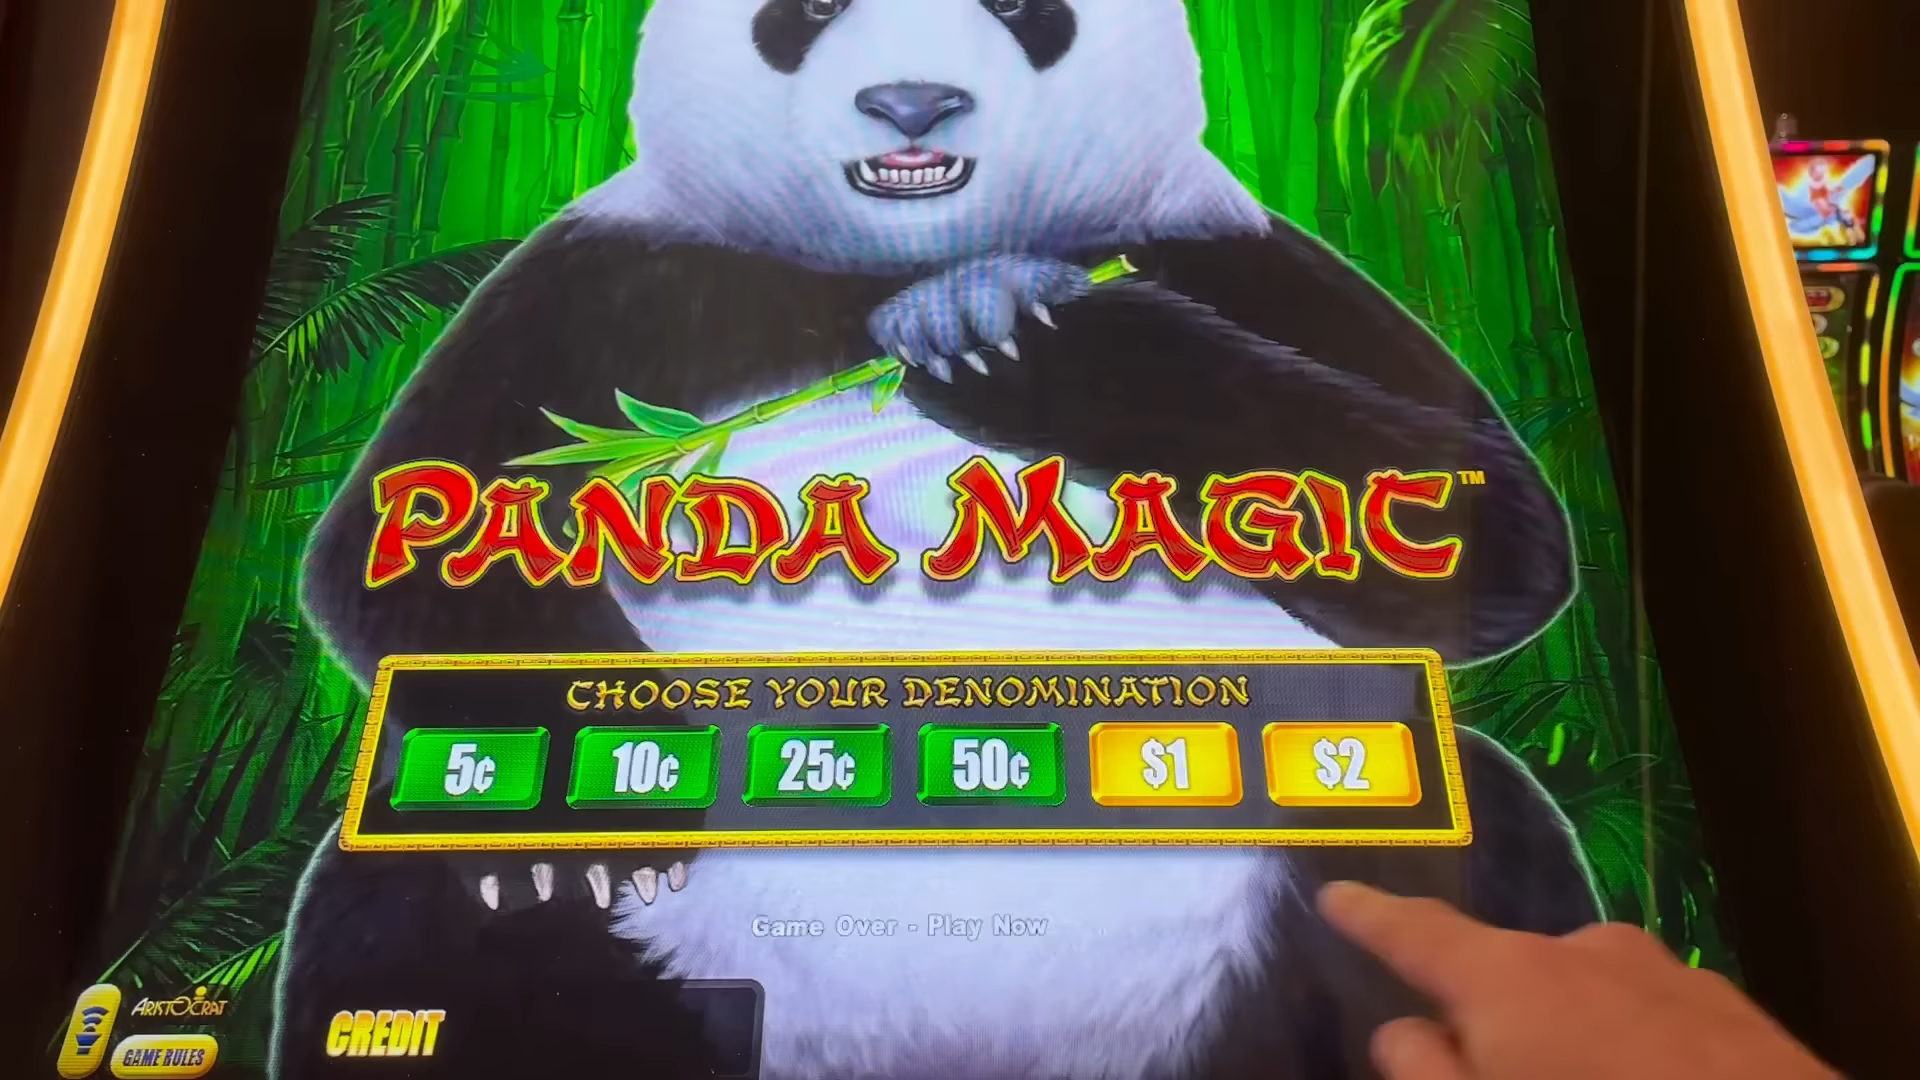 PANDA MAGIC™
CHOOSE YOUR DENOMINATION
5¢ 10¢ 25¢ 50¢ $1 $2
Game Over - Play Now
ARISTOCRAT
GAME RULES
CREDIT